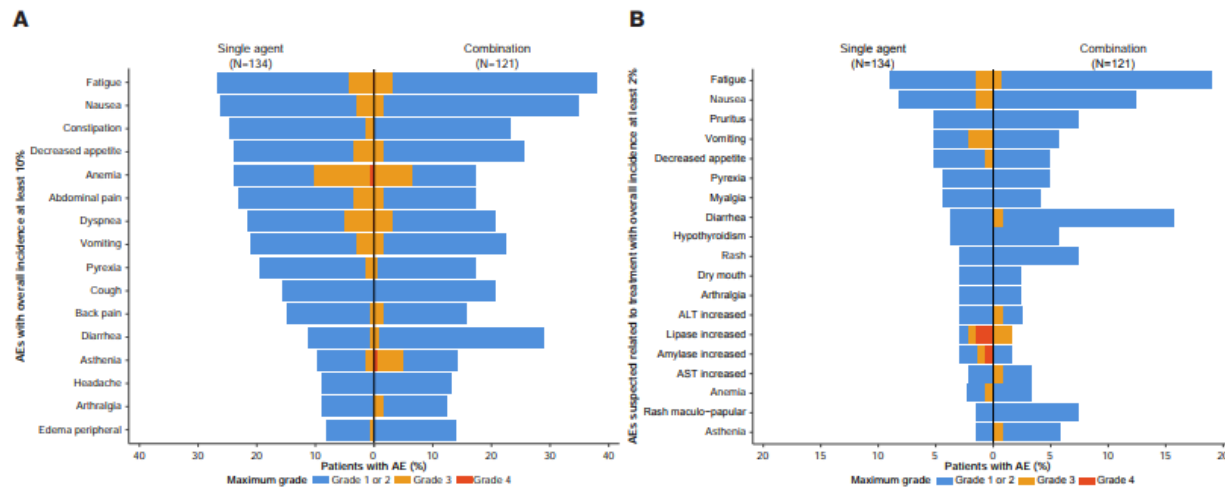 A
Single agent
(N=134)
Combination
(N=121)
AEs with overall incidence at least 10%
Fatigue
Nausea
Constipation
Decreased appetite
Anemia
Abdominal pain
Dyspnea
Vomiting
Pyrexia
Cough
Back pain
Diarrhea
Asthenia
Headache
Arthralgia
Edema peripheral
40 30 20 10 0 10 20 30 40
Patients with AE (%)
Maximum grade Grade 1 or 2 Grade 3 Grade 4
B
Single agent
(N=134)
Combination
(N=121)
AEs suspected related to treatment with overall incidence at least 2%
Fatigue
Nausea
Pruritus
Vomiting
Decreased appetite
Pyrexia
Myalgia
Diarrhea
Hypothyroidism
Rash
Dry mouth
Arthralgia
ALT increased
Lipase increased
Amylase increased
AST increased
Anemia
Rash maculo-papular
Asthenia
20 15 10 5 0 5 10 15 20
Patients with AE (%)
Maximum grade Grade 1 or 2 Grade 3 Grade 4